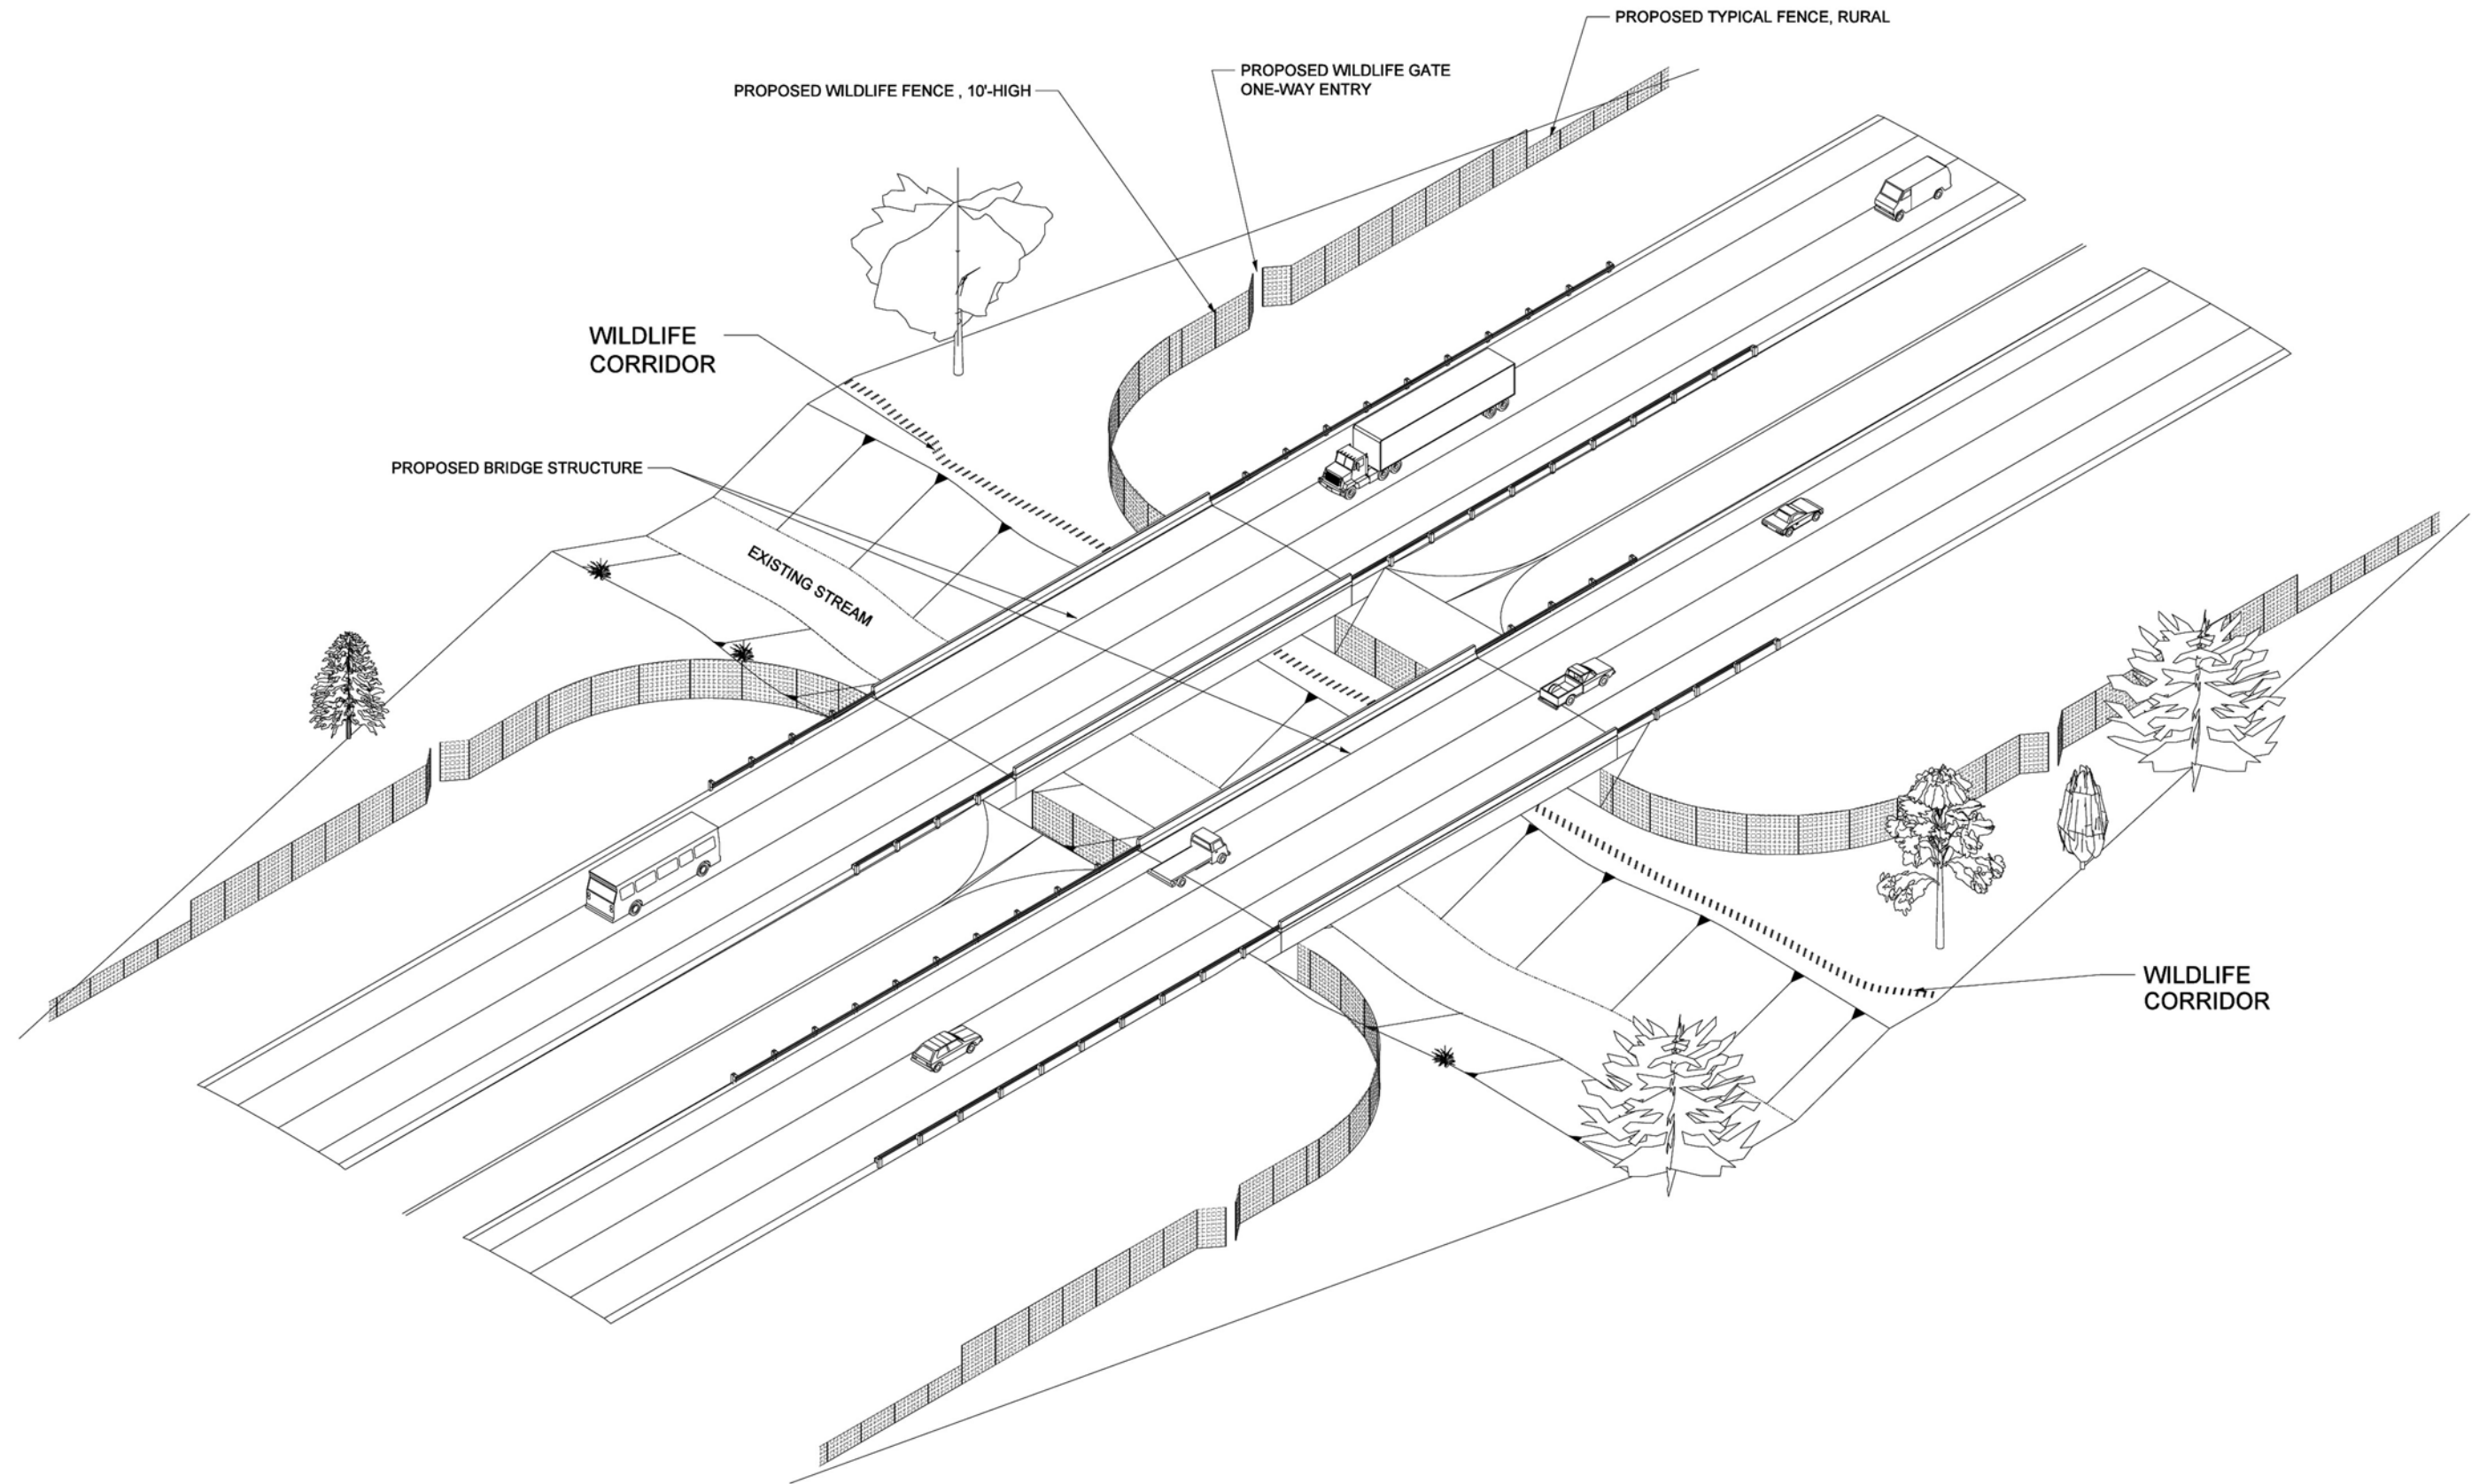 PROPOSED TYPICAL FENCE, RURAL
PROPOSED WILDLIFE GATE
ONE-WAY ENTRY
PROPOSED WILDLIFE FENCE , 10'-HIGH
WILDLIFE
CORRIDOR
PROPOSED BRIDGE STRUCTURE
EXISTING STREAM
WILDLIFE
CORRIDOR